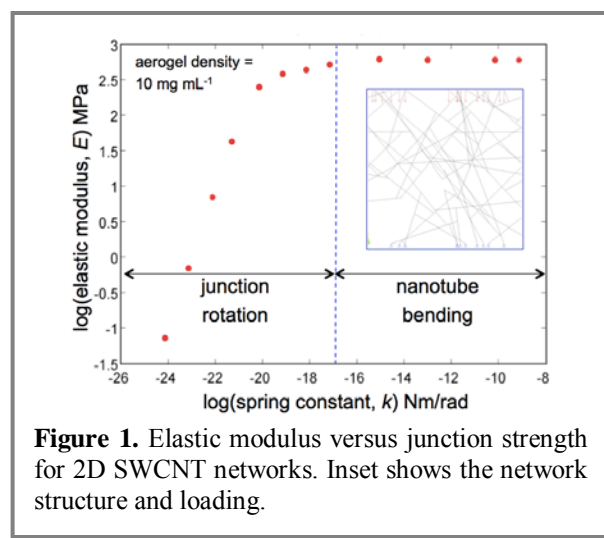 aerogel density =
10 mg mL⁻¹
3
2.5
2
1.5
1
0.5
0
-0.5
-1
-1.5
log(elastic modulus, E) MPa
junction
rotation
nanotube
bending
-26 -24 -22 -20 -18 -16 -14 -12 -10 -8
log(spring constant, k) Nm/rad
Figure 1. Elastic modulus versus junction strength
for 2D SWCNT networks. Inset shows the network
structure and loading.